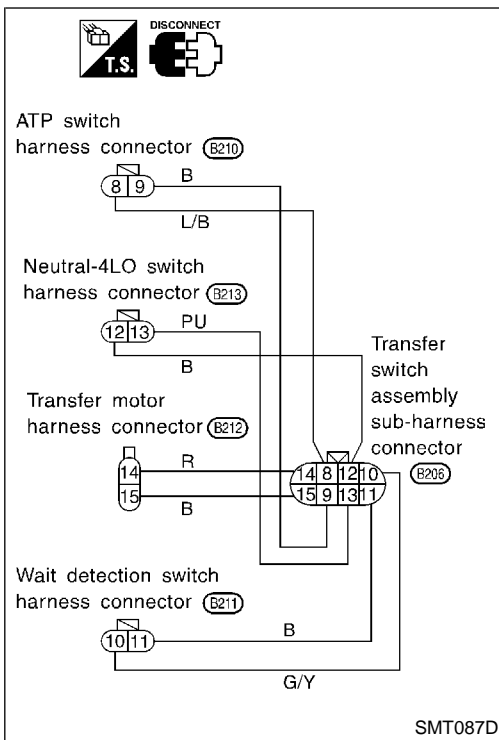 DISCONNECT
T.S.
ATP switch
harness connector B210
8 9
B
L/B
Neutral-4LO switch
harness connector B213
12 13
PU
B
Transfer
switch
assembly
sub-harness
connector
B206
Transfer motor
harness connector B212
14
15
R
B
14 8 12 10
15 9 13 11
Wait detection switch
harness connector B211
10 11
B
G/Y
SMT087D